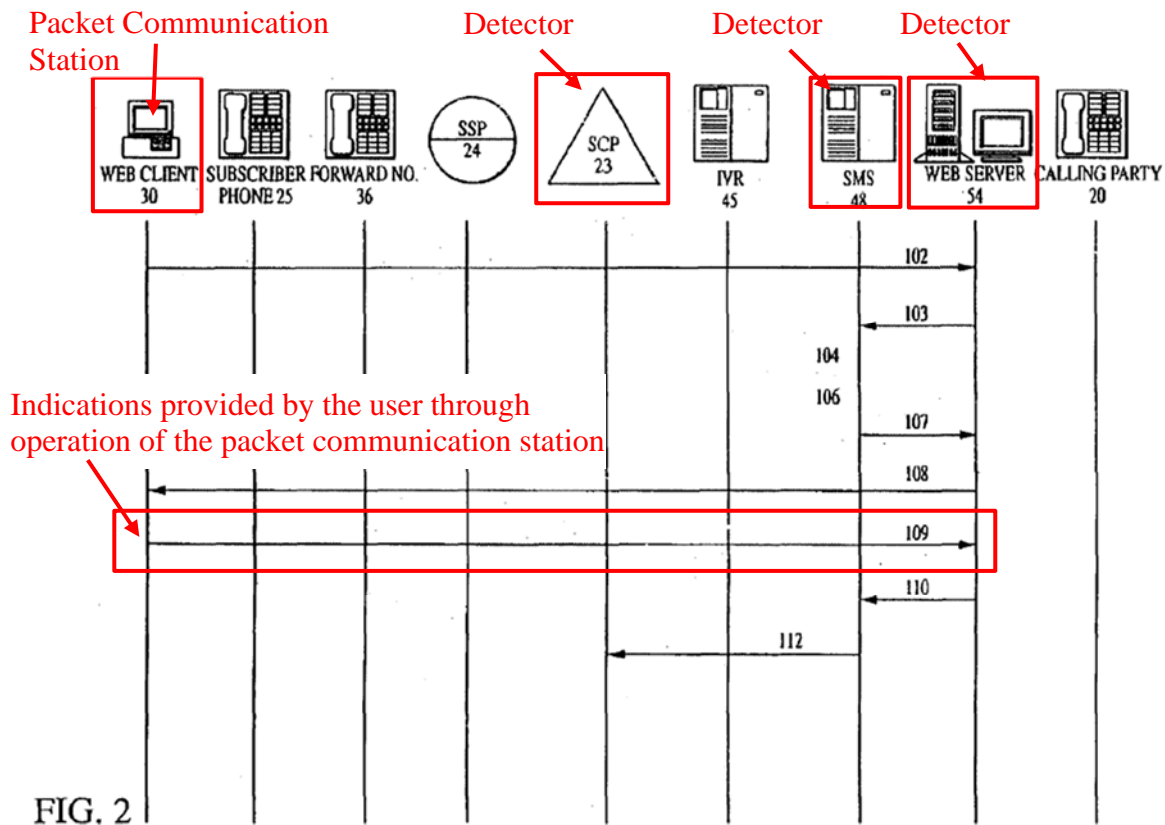 Packet Communication
Station
Detector
Detector
Detector
WEB CLIENT
30
SUBSCRIBER
PHONE 25
FORWARD NO.
36
SSP
24
SCP
23
IVR
45
SMS
48
WEB SERVER
54
CALLING PARTY
20
102
103
104
106
107
Indications provided by the user through
operation of the packet communication station
108
109
110
112
FIG. 2